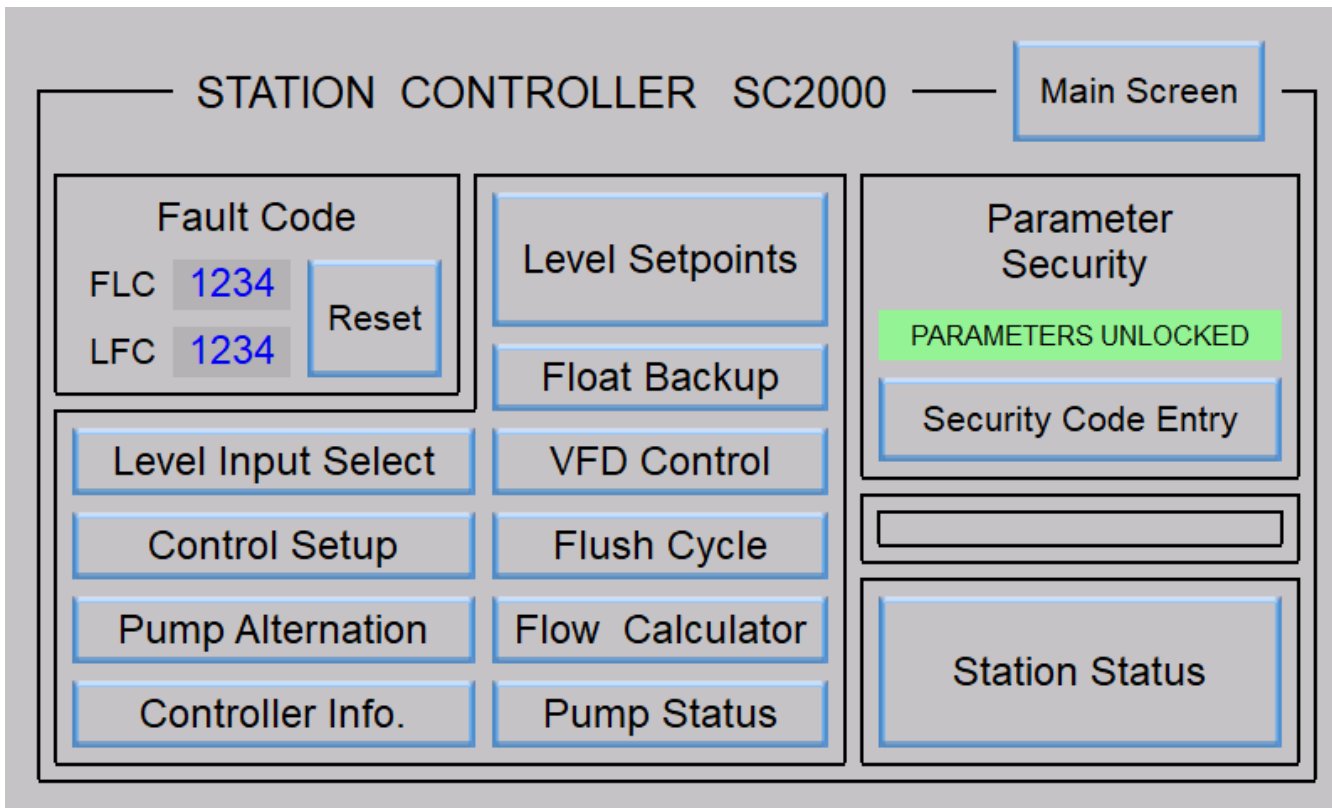 STATION CONTROLLER SC2000
Main Screen
Fault Code
FLC 1234
LFC 1234
Reset
Level Setpoints
Float Backup
Level Input Select
VFD Control
Control Setup
Flush Cycle
Pump Alternation
Flow Calculator
Controller Info.
Pump Status
Parameter
Security
PARAMETERS UNLOCKED
Security Code Entry
Station Status